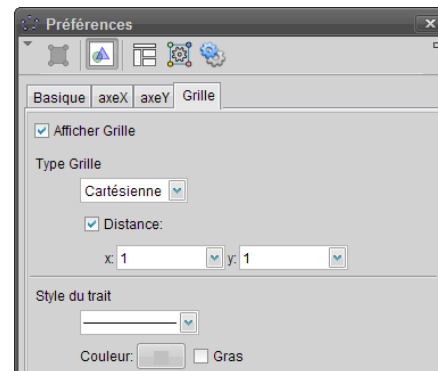 Préférences
Basique axeX axeY Grille
Afficher Grille
Type Grille
Cartésienne
Distance:
x: 1 y: 1
Style du trait
Couleur: Gras